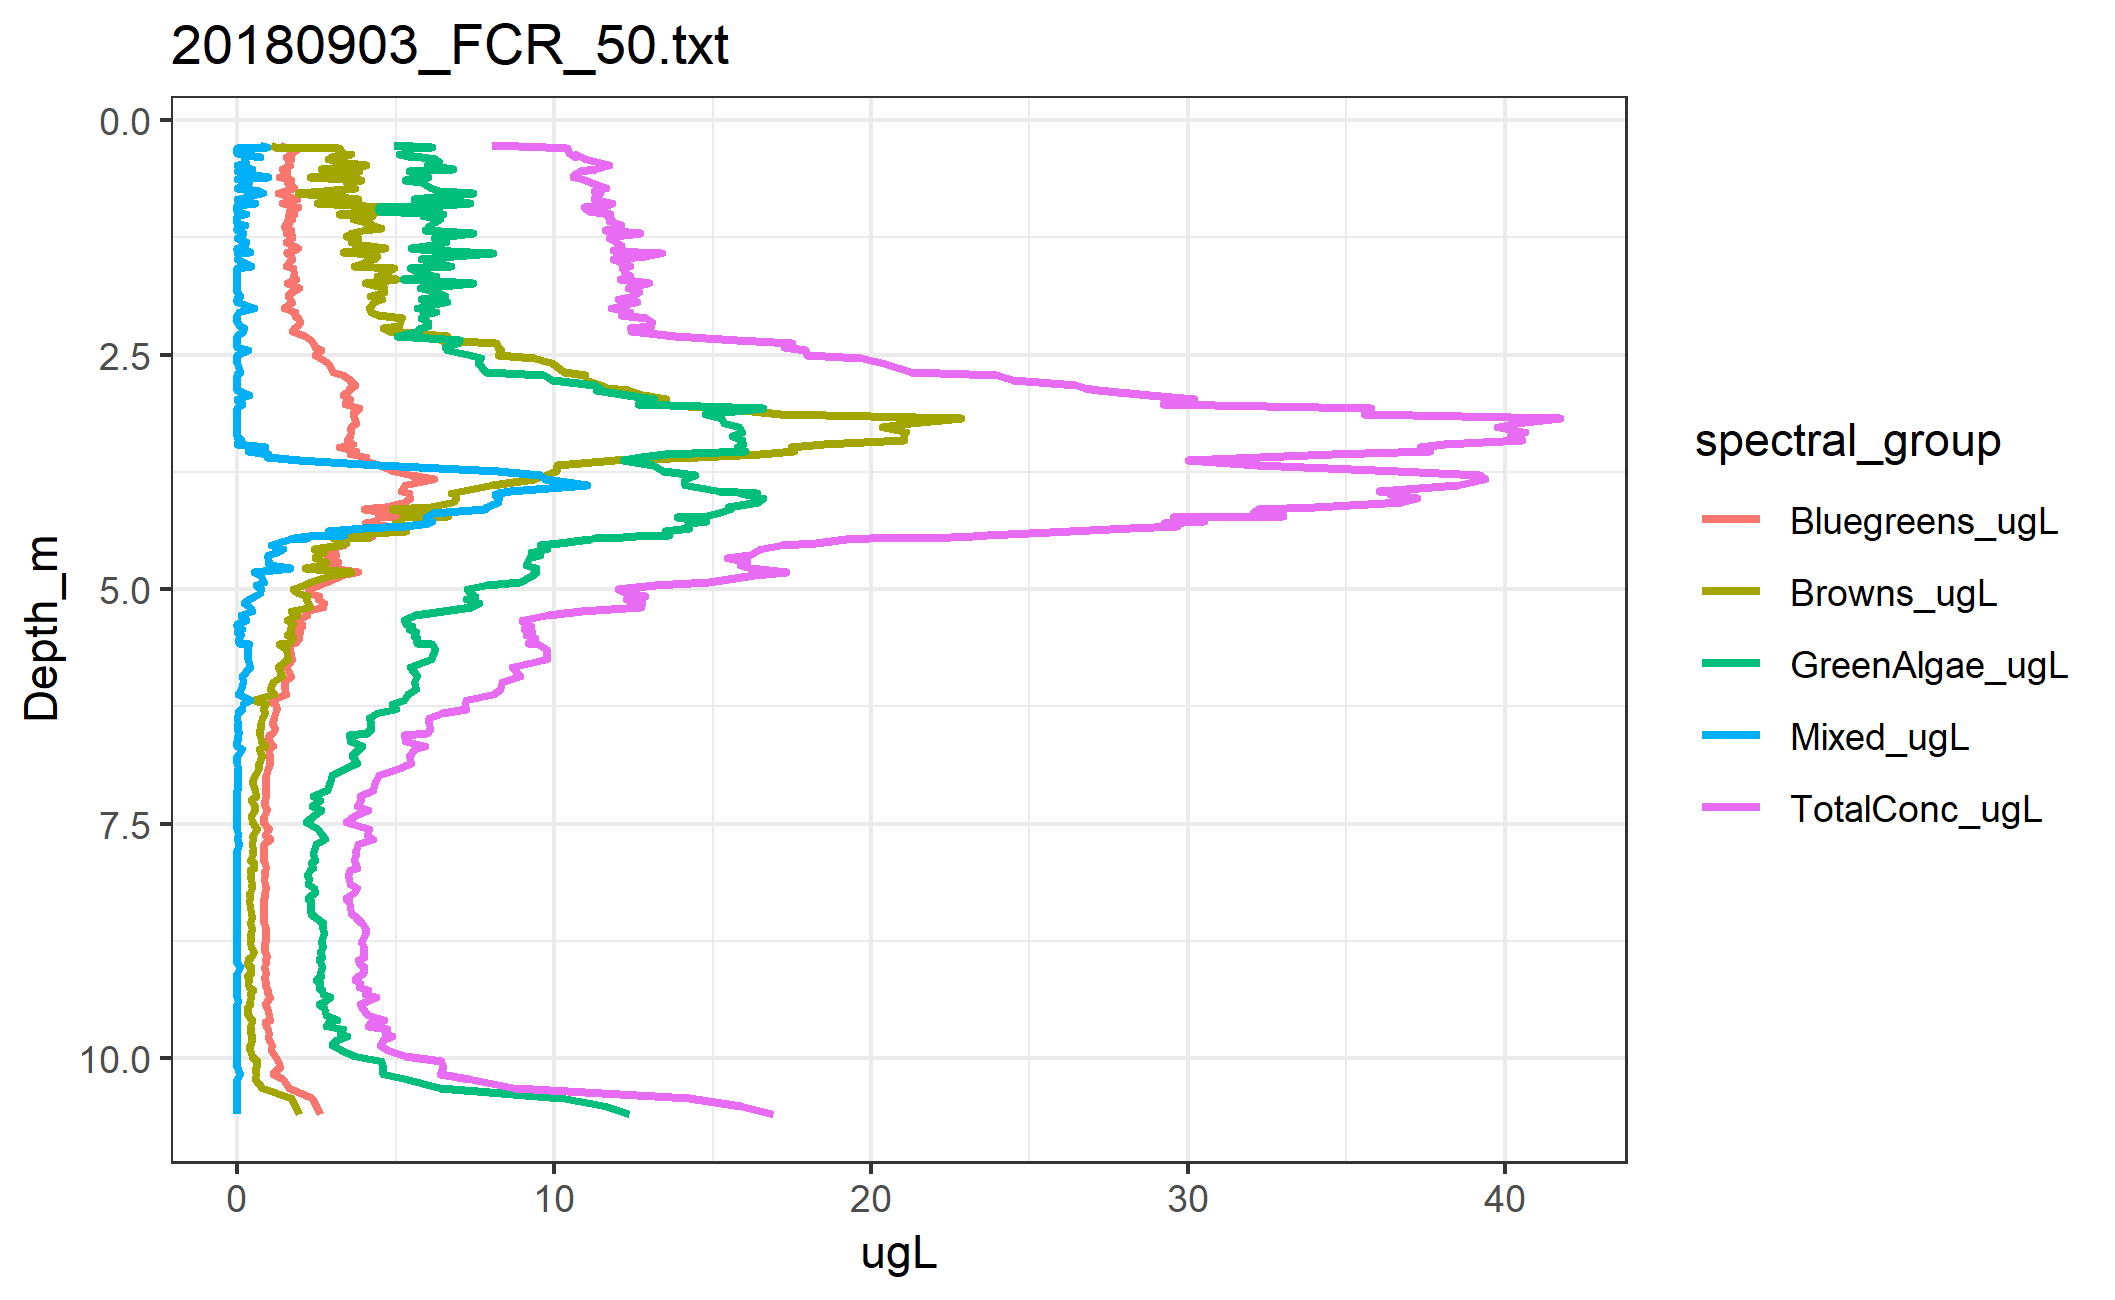 20180903_FCR_50.txt
0.0
2.5
5.0
7.5
10.0
Depth_m
0 10 20 30 40
ugL
spectral_group
Bluegreens_ugL
Browns_ugL
GreenAlgae_ugL
Mixed_ugL
TotalConc_ugL